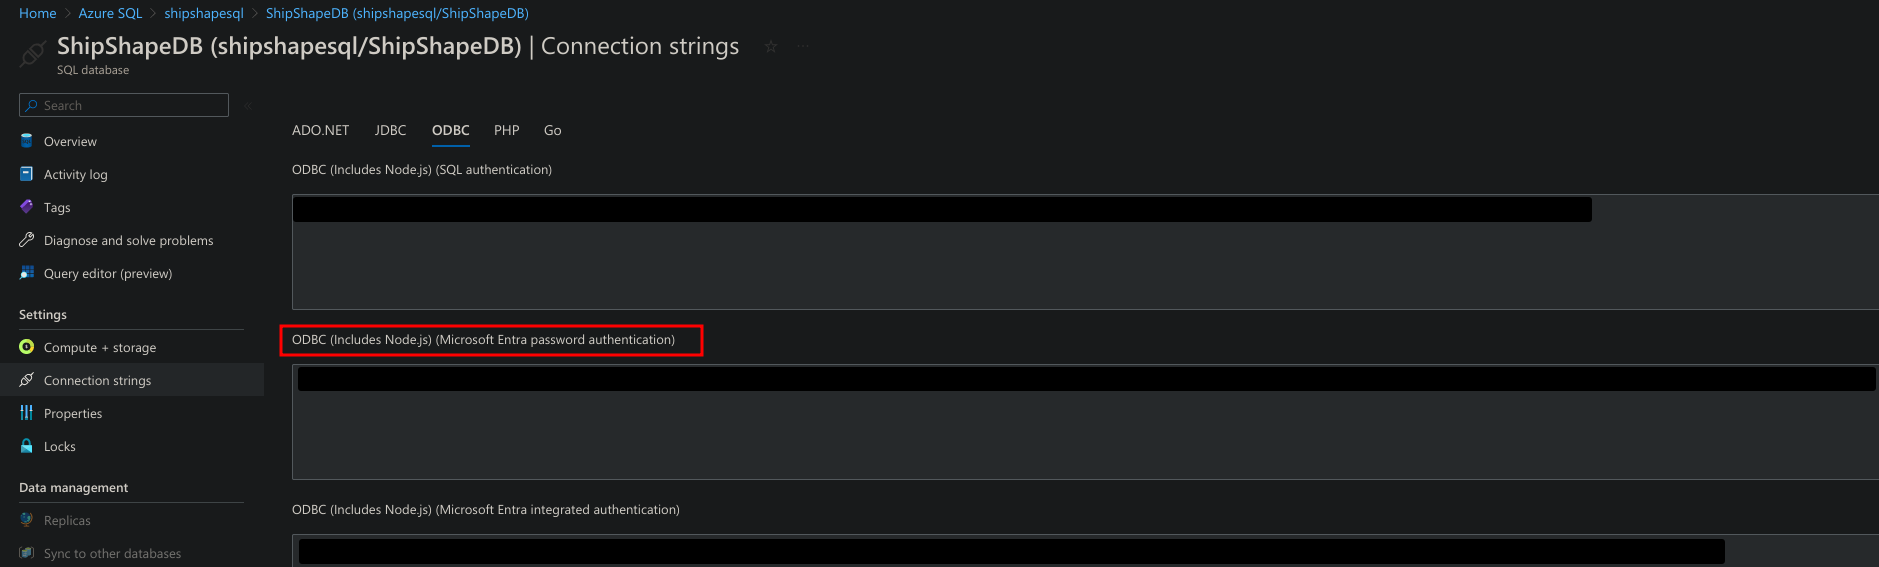 Home > Azure SQL > shipshapesql > ShipShapeDB (shipshapesql/ShipShapeDB)
ShipShapeDB (shipshapesql/ShipShapeDB) | Connection strings
SQL database
Search
Overview
Activity log
Tags
Diagnose and solve problems
Query editor (preview)
Settings
Compute + storage
Connection strings
Properties
Locks
Data management
Replicas
Sync to other databases
ADO.NET JDBC ODBC PHP Go
ODBC (Includes Node.js) (SQL authentication)
ODBC (Includes Node.js) (Microsoft Entra password authentication)
ODBC (Includes Node.js) (Microsoft Entra integrated authentication)